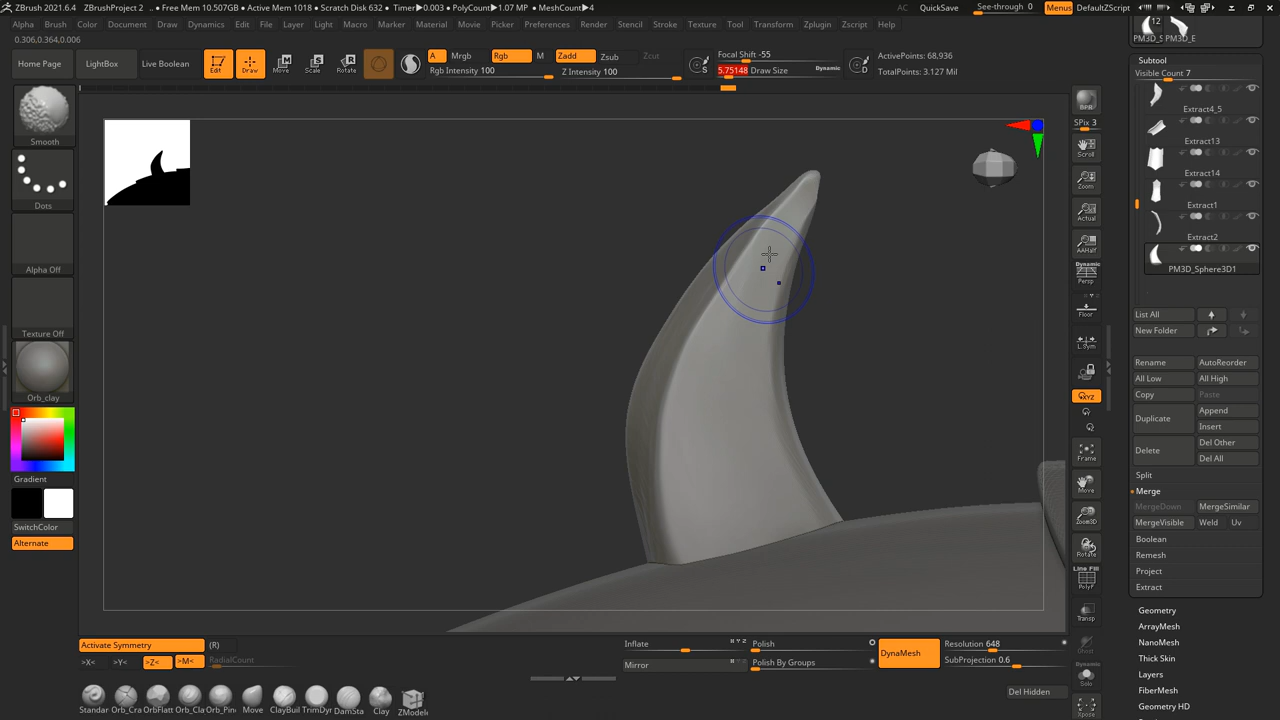 ZBrush 2021.6.4 ZBrushProject 2 .. • Free Mem 10.507GB • Active Mem 1018 • Scratch Disk 632 • Timer▶0.003 • PolyCount▶1.07 MP • MeshCount▶4 AC QuickSave See-through 0 Menus DefaultZScript
Alpha Stencil Brush Color Document Draw Dynamics Edit File Layer Light Macro Marker Material Movie Picker Preferences Render Stencil Stroke Texture Tool Transform Zplugin Zscript Help
0.306,0.364,0.006
Home Page LightBox Live Boolean Edit Draw Move Scale Rotate
A Mrgb Rgb M Zadd Zsub Zcut
Rgb Intensity 100 Z Intensity 100
Focal Shift -55
5.75148 Draw Size Dynamic
S
D
ActivePoints: 68,936
TotalPoints: 3.127 Mil
Smooth
Dots
Alpha Off
Texture Off
Orb_clay
Gradient
SwitchColor
Alternate
BPR
SPix 3
Scroll
Zoom
Actual
AAHalf
Dynamic
Persp
Floor
L.Sym
XYZ
Frame
Move
Zoom3D
Rotate
Line Fill
PolyF
Transp
Ghost
Dynamic
Solo
Xpose
12
PM3D_S PM3D_E
Subtool
Visible Count 7
Extract4_5
Extract13
Extract14
Extract1
Extract2
PM3D_Sphere3D1
List All
New Folder
Rename AutoReorder
All Low All High
Copy Paste
Duplicate Append
Insert
Delete Del Other
Del All
Split
Merge
MergeDown MergeSimilar
MergeVisible Weld Uv
Boolean
Remesh
Project
Extract
Geometry
ArrayMesh
NanoMesh
Thick Skin
Layers
FiberMesh
Geometry HD
Activate Symmetry (R)
>X< >Y< >Z< >M< RadialCount
Inflate Polish
Mirror Polish By Groups
DynaMesh
Resolution 648
SubProjection 0.6
Del Hidden
Standar Orb_Cra OrbFlatt Orb_Cla Orb_Pin Move ClayBuil TrimDyr DamSta Clay ZModele